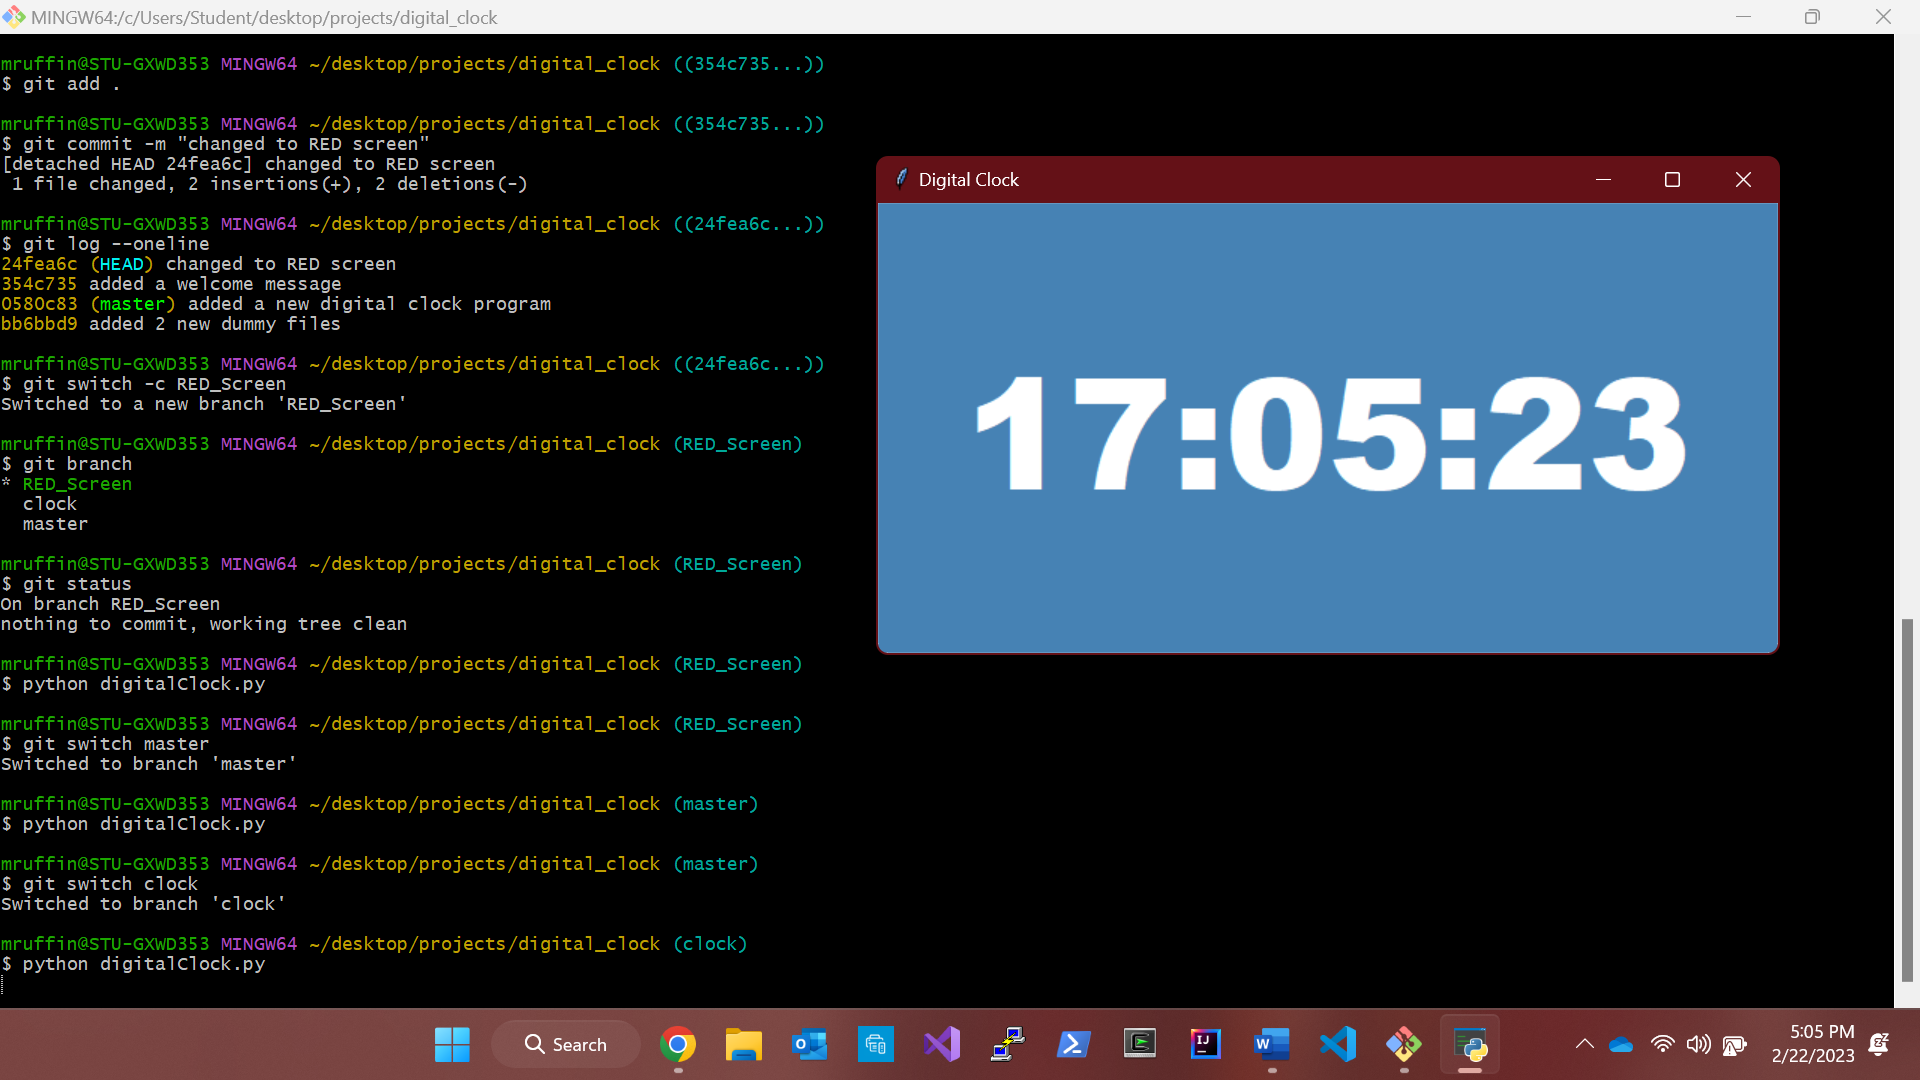 MINGW64:/c/Users/Student/desktop/projects/digital_clock
mruffin@STU-GXWD353 MINGW64 ~/desktop/projects/digital_clock ((354c735...))
$ git add .
mruffin@STU-GXWD353 MINGW64 ~/desktop/projects/digital_clock ((354c735...))
$ git commit -m "changed to RED screen"
[detached HEAD 24fea6c] changed to RED screen
1 file changed, 2 insertions(+), 2 deletions(-)
mruffin@STU-GXWD353 MINGW64 ~/desktop/projects/digital_clock ((24fea6c...))
$ git log --oneline
24fea6c (HEAD) changed to RED screen
354c735 added a welcome message
0580c83 (master) added a new digital clock program
bb6bbd9 added 2 new dummy files
mruffin@STU-GXWD353 MINGW64 ~/desktop/projects/digital_clock ((24fea6c...))
$ git switch -c RED_Screen
Switched to a new branch 'RED_Screen'
mruffin@STU-GXWD353 MINGW64 ~/desktop/projects/digital_clock (RED_Screen)
$ git branch
* RED_Screen
clock
master
mruffin@STU-GXWD353 MINGW64 ~/desktop/projects/digital_clock (RED_Screen)
$ git status
On branch RED_Screen
nothing to commit, working tree clean
mruffin@STU-GXWD353 MINGW64 ~/desktop/projects/digital_clock (RED_Screen)
$ python digitalClock.py
mruffin@STU-GXWD353 MINGW64 ~/desktop/projects/digital_clock (RED_Screen)
$ git switch master
Switched to branch 'master'
mruffin@STU-GXWD353 MINGW64 ~/desktop/projects/digital_clock (master)
$ python digitalClock.py
mruffin@STU-GXWD353 MINGW64 ~/desktop/projects/digital_clock (master)
$ git switch clock
Switched to branch 'clock'
mruffin@STU-GXWD353 MINGW64 ~/desktop/projects/digital_clock (clock)
$ python digitalClock.py
Digital Clock
17:05:23
Search
5:05 PM
2/22/2023